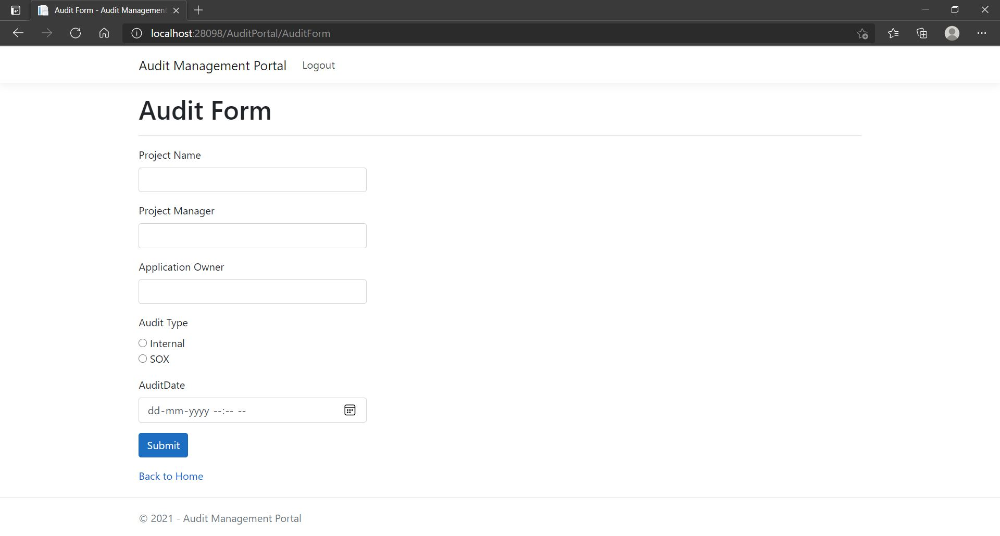 Audit Form - Audit Management
localhost:28098/AuditPortal/AuditForm
Audit Management Portal Logout
Audit Form
Project Name
Project Manager
Application Owner
Audit Type
Internal
SOX
AuditDate
dd-mm-yyyy --:-- --
Submit
Back to Home
© 2021 - Audit Management Portal